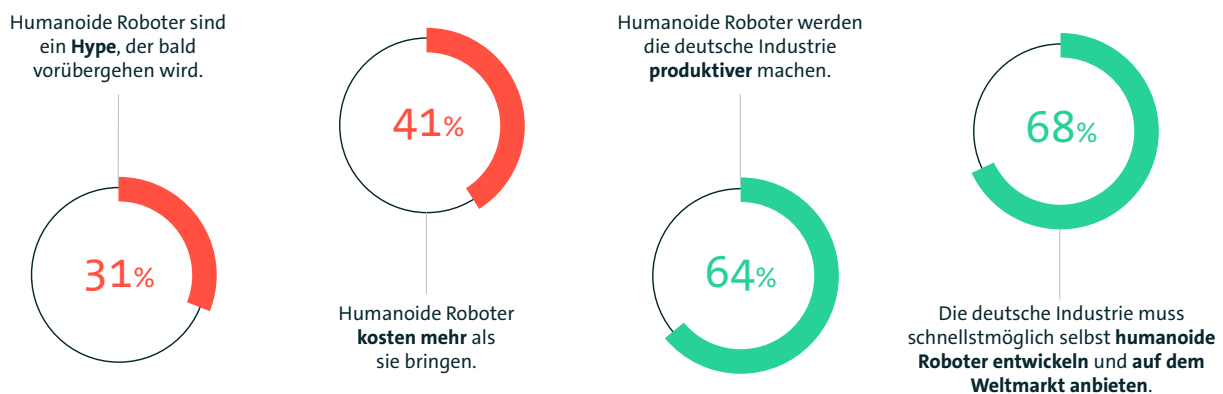 Humanoide Roboter sind
ein Hype, der bald
vorübergehen wird.
31%
41%
Humanoide Roboter
kosten mehr als
sie bringen.
Humanoide Roboter werden
die deutsche Industrie
produktiver machen.
64%
68%
Die deutsche Industrie muss
schnellstmöglich selbst humanoide
Roboter entwickeln und auf dem
Weltmarkt anbieten.